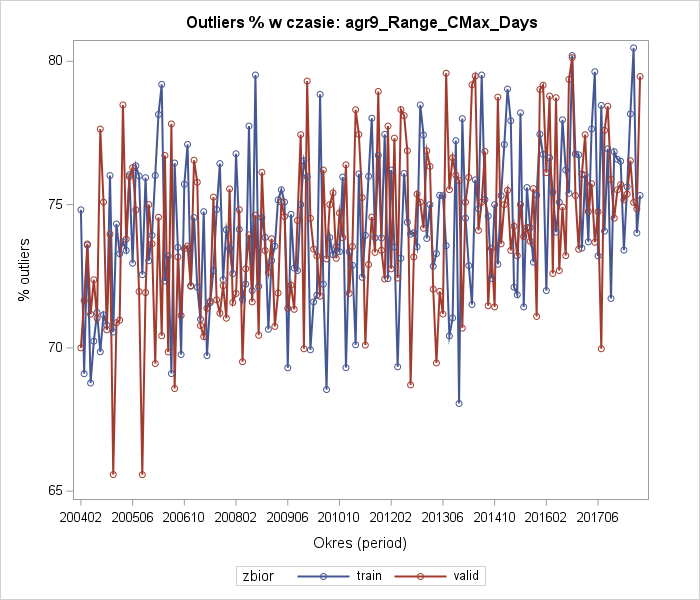 Outliers % w czasie: agr9_Range_CMax_Days
80
75
70
65
% outliers
200402 200506 200610 200802 200906 201010 201202 201306 201410 201602 201706
Okres (period)
zbior train valid